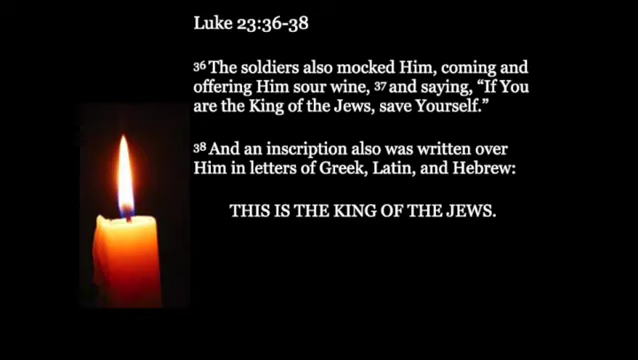 Luke 23:36-38
36 The soldiers also mocked Him, coming and
offering Him sour wine, 37 and saying, “If You
are the King of the Jews, save Yourself.”
38 And an inscription also was written over
Him in letters of Greek, Latin, and Hebrew:
THIS IS THE KING OF THE JEWS.